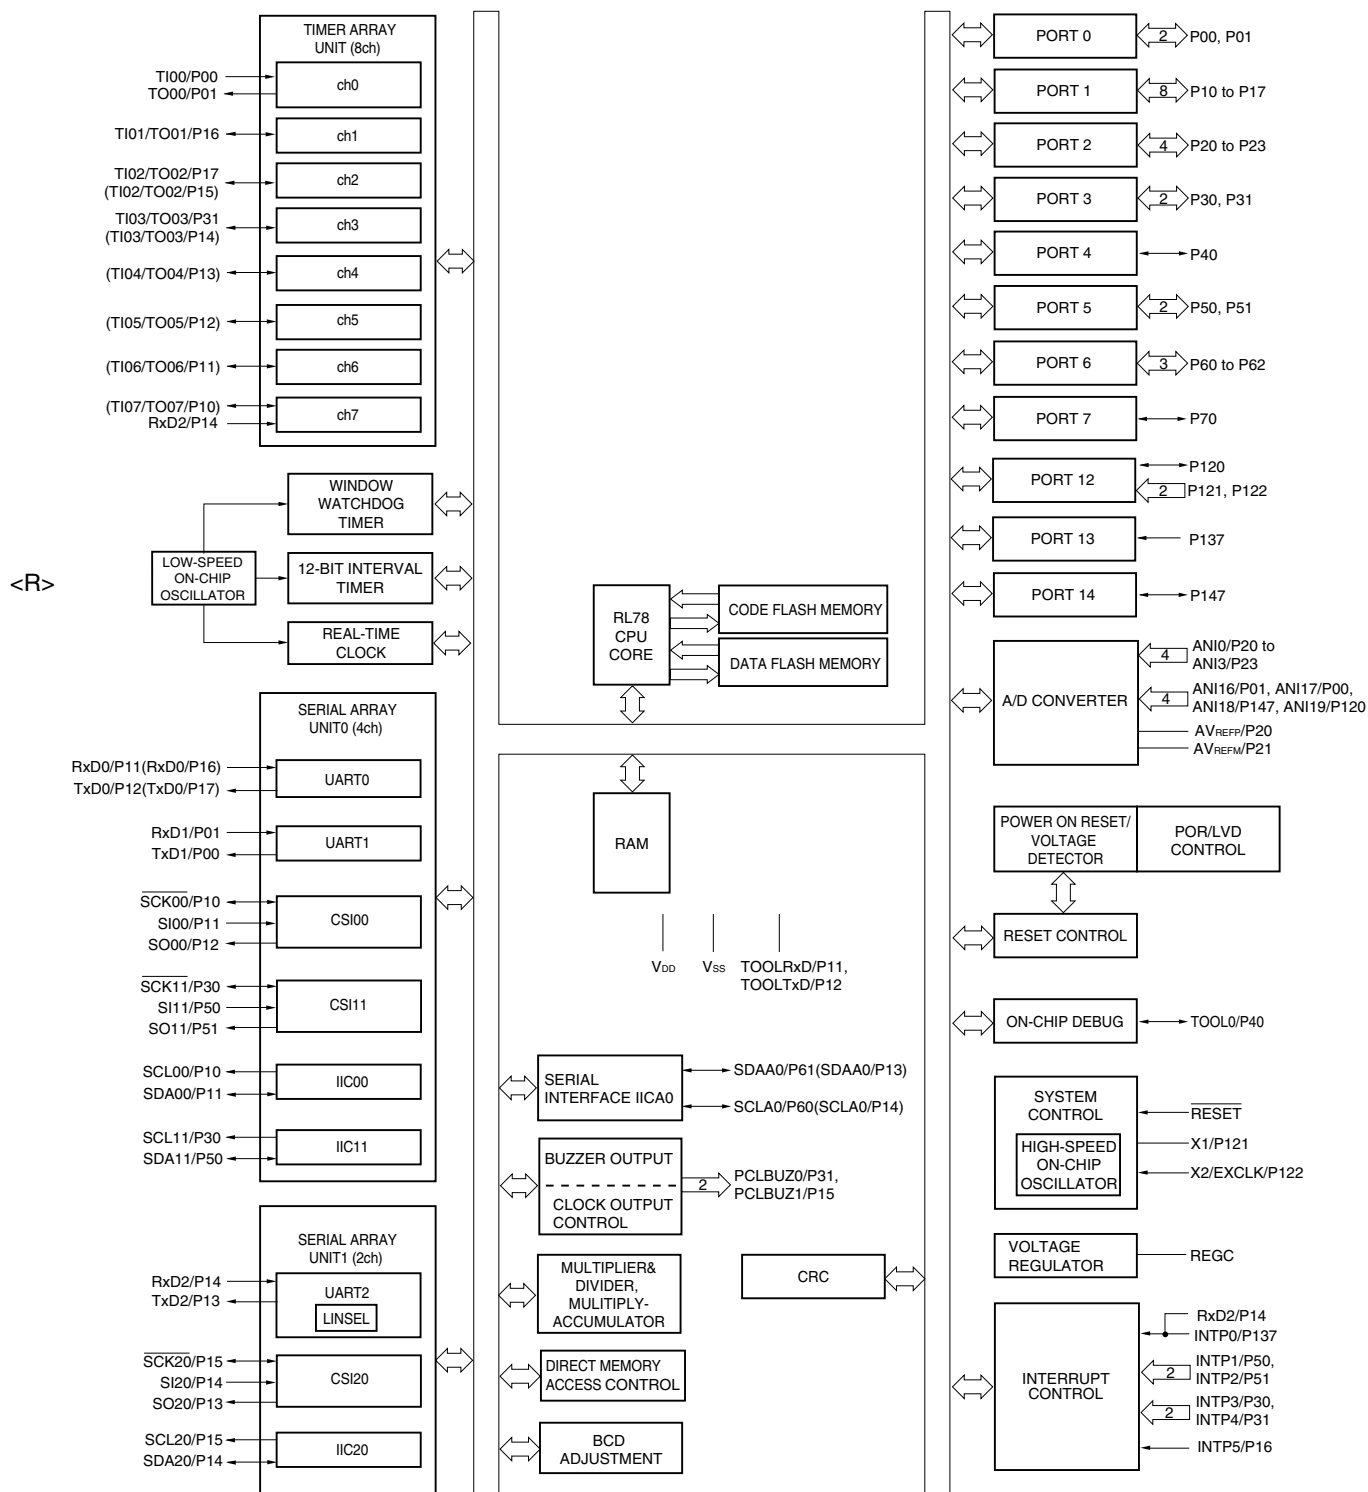 TIMER ARRAY
UNIT (8ch)
TI00/P00
TO00/P01
ch0
TI01/TO01/P16
ch1
TI02/TO02/P17
(TI02/TO02/P15)
ch2
TI03/TO03/P31
(TI03/TO03/P14)
ch3
(TI04/TO04/P13)
ch4
(TI05/TO05/P12)
ch5
(TI06/TO06/P11)
ch6
(TI07/TO07/P10)
RxD2/P14
ch7
WINDOW
WATCHDOG
TIMER
<R>
LOW-SPEED
ON-CHIP
OSCILLATOR
12-BIT INTERVAL
TIMER
REAL-TIME
CLOCK
SERIAL ARRAY
UNIT0 (4ch)
RxD0/P11(RxD0/P16)
TxD0/P12(TxD0/P17)
UART0
RxD1/P01
TxD1/P00
UART1
SCK00/P10
SI00/P11
SO00/P12
CSI00
SCK11/P30
SI11/P50
SO11/P51
CSI11
SCL00/P10
SDA00/P11
IIC00
SCL11/P30
SDA11/P50
IIC11
SERIAL ARRAY
UNIT1 (2ch)
RxD2/P14
TxD2/P13
UART2
LINSEL
SCK20/P15
SI20/P14
SO20/P13
CSI20
SCL20/P15
SDA20/P14
IIC20
RL78
CPU
CORE
CODE FLASH MEMORY
DATA FLASH MEMORY
RAM
VDD
VSS
TOOLRxD/P11,
TOOLTxD/P12
SERIAL
INTERFACE IICA0
SDAA0/P61(SDAA0/P13)
SCLA0/P60(SCLA0/P14)
BUZZER OUTPUT
CLOCK OUTPUT
CONTROL
2
PCLBUZ0/P31,
PCLBUZ1/P15
MULTIPLIER&
DIVIDER,
MULITIPLY-
ACCUMULATOR
CRC
DIRECT MEMORY
ACCESS CONTROL
BCD
ADJUSTMENT
PORT 0
2
P00, P01
PORT 1
8
P10 to P17
PORT 2
4
P20 to P23
PORT 3
2
P30, P31
PORT 4
P40
PORT 5
2
P50, P51
PORT 6
3
P60 to P62
PORT 7
P70
PORT 12
P120
2
P121, P122
PORT 13
P137
PORT 14
P147
A/D CONVERTER
4
ANI0/P20 to
ANI3/P23
4
ANI16/P01, ANI17/P00,
ANI18/P147, ANI19/P120
AVREFP/P20
AVREFM/P21
POWER ON RESET/
VOLTAGE
DETECTOR
POR/LVD
CONTROL
RESET CONTROL
ON-CHIP DEBUG
TOOL0/P40
SYSTEM
CONTROL
HIGH-SPEED
ON-CHIP
OSCILLATOR
RESET
X1/P121
X2/EXCLK/P122
VOLTAGE
REGULATOR
REGC
INTERRUPT
CONTROL
RxD2/P14
INTP0/P137
2
INTP1/P50,
INTP2/P51
2
INTP3/P30,
INTP4/P31
INTP5/P16